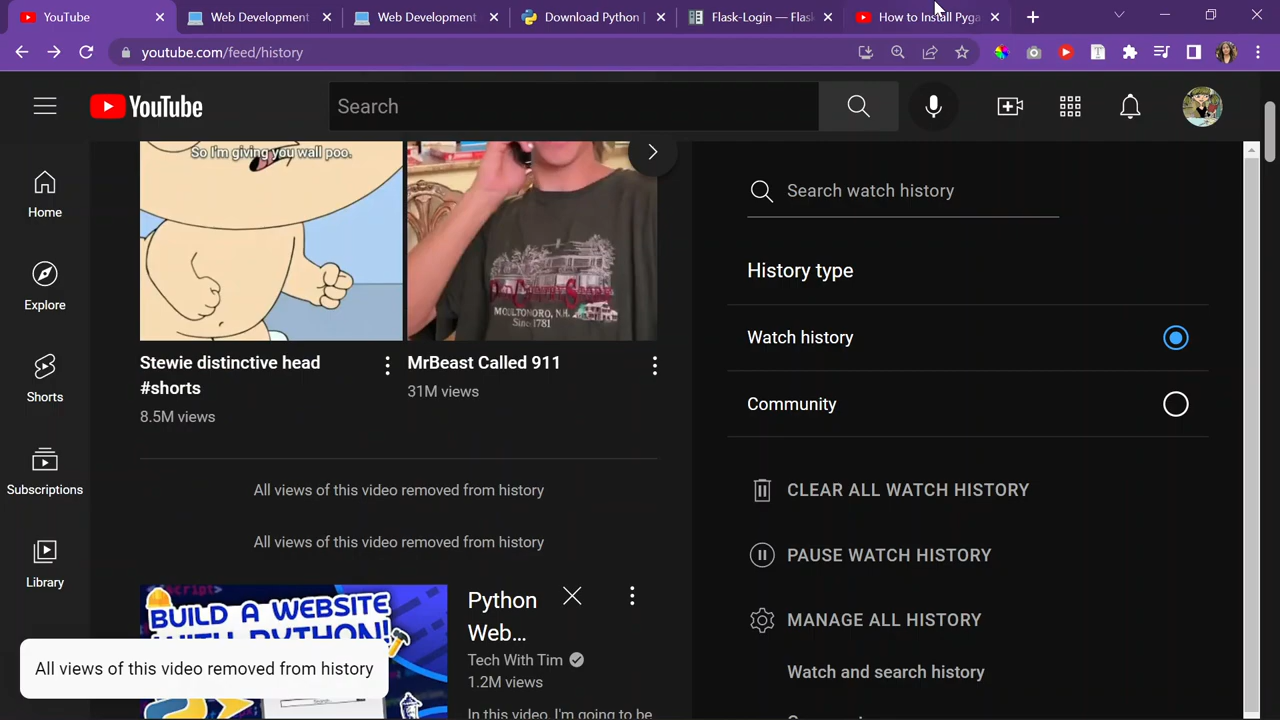 YouTube
Web Development
Web Development
Download Python
Flask-Login — Flas
How to Install Pyga
youtube.com/feed/history
YouTube
Search
So I'm giving you wall poo.
MOULTONBORO, N.H.
Since 1781
Search watch history
Home
Explore
Shorts
Subscriptions
Library
History type
Watch history
Community
Stewie distinctive head
#shorts
8.5M views
MrBeast Called 911
31M views
All views of this video removed from history
All views of this video removed from history
CLEAR ALL WATCH HISTORY
PAUSE WATCH HISTORY
MANAGE ALL HISTORY
Watch and search history
BUILD A WEBSITE
WITH PYTHON!
Python
Web...
Tech With Tim
1.2M views
In this video, I'm going to be
All views of this video removed from history